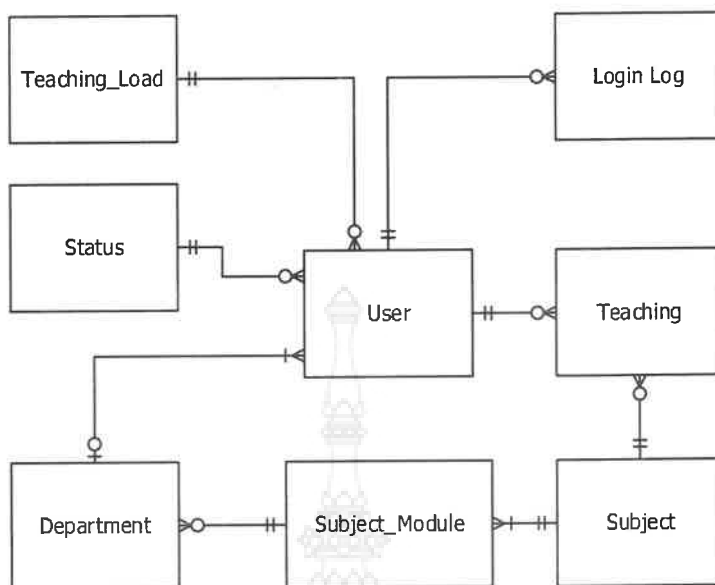 Teaching_Load
Login Log
Status
User
Teaching
Department
Subject_Module
Subject